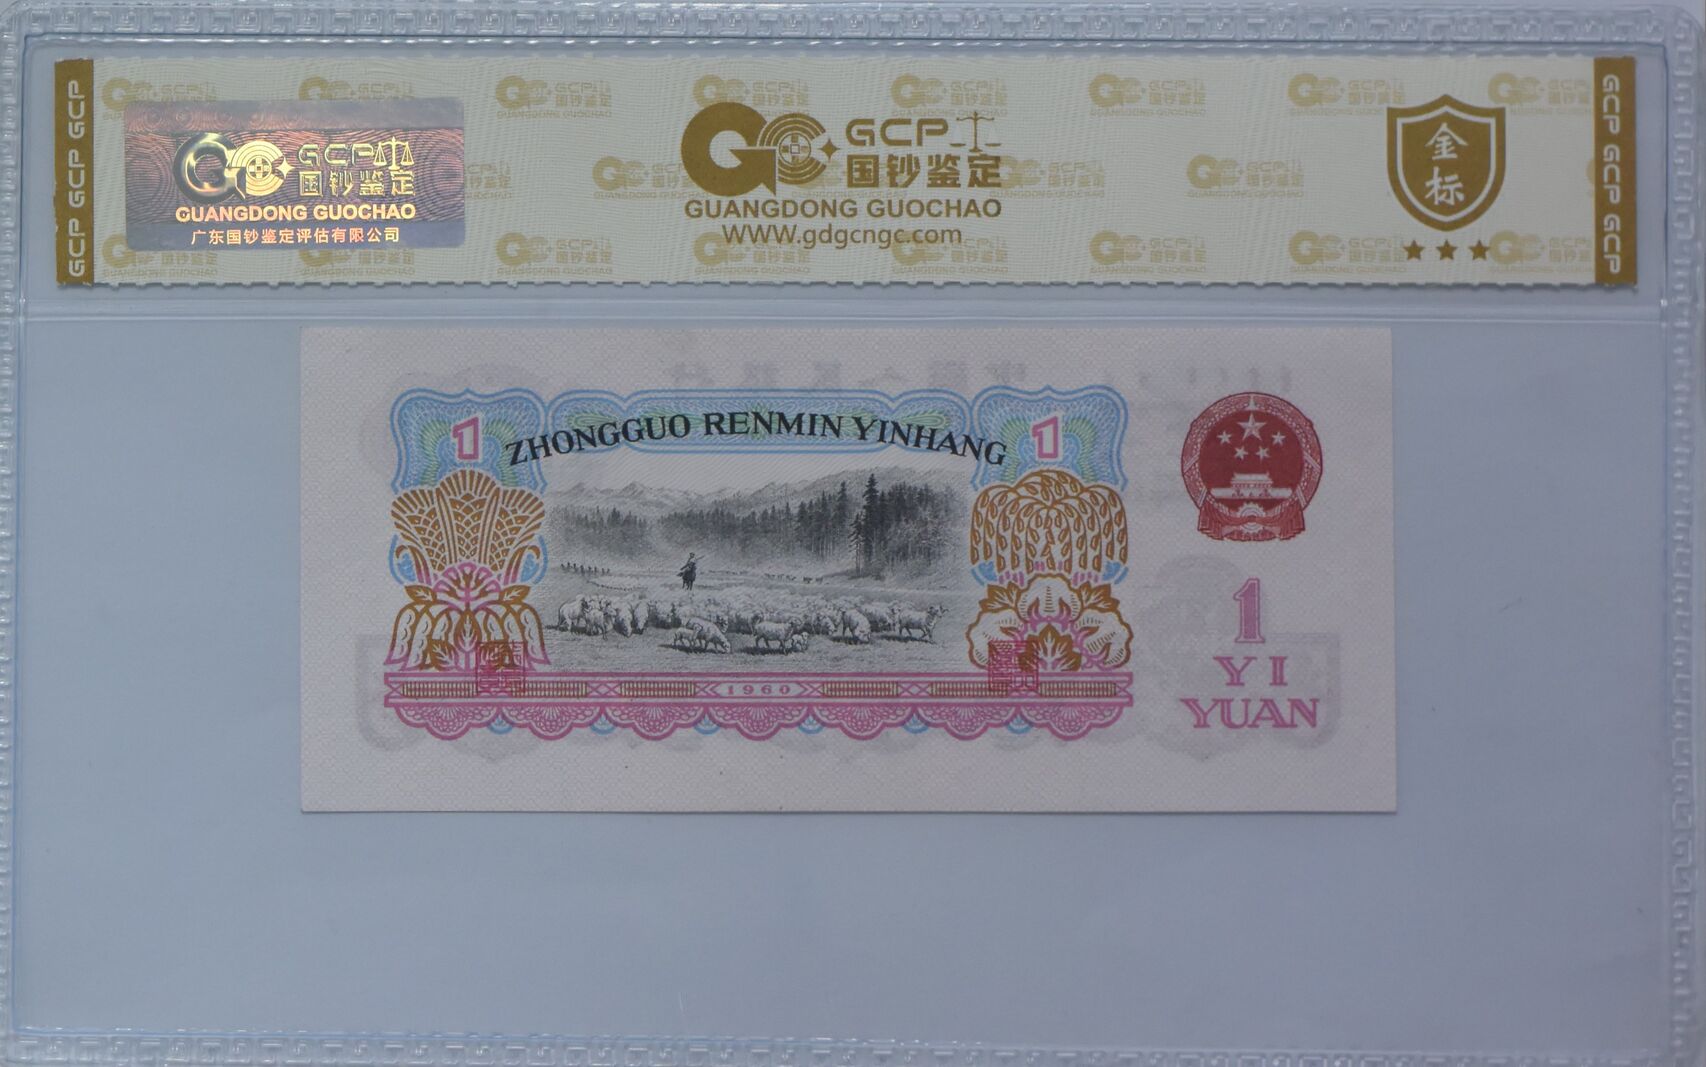 GCP GCP GCP
GCP
国钞鉴定
GUANGDONG GUOCHAO
广东国钞鉴定评估有限公司
GCP
国钞鉴定
GUANGDONG GUOCHAO
WWW.gdgcngc.com
金
标
GCP GCP GCP
ZHONGGUO RENMIN YINHANG
1
1
1960
1
YI
YUAN